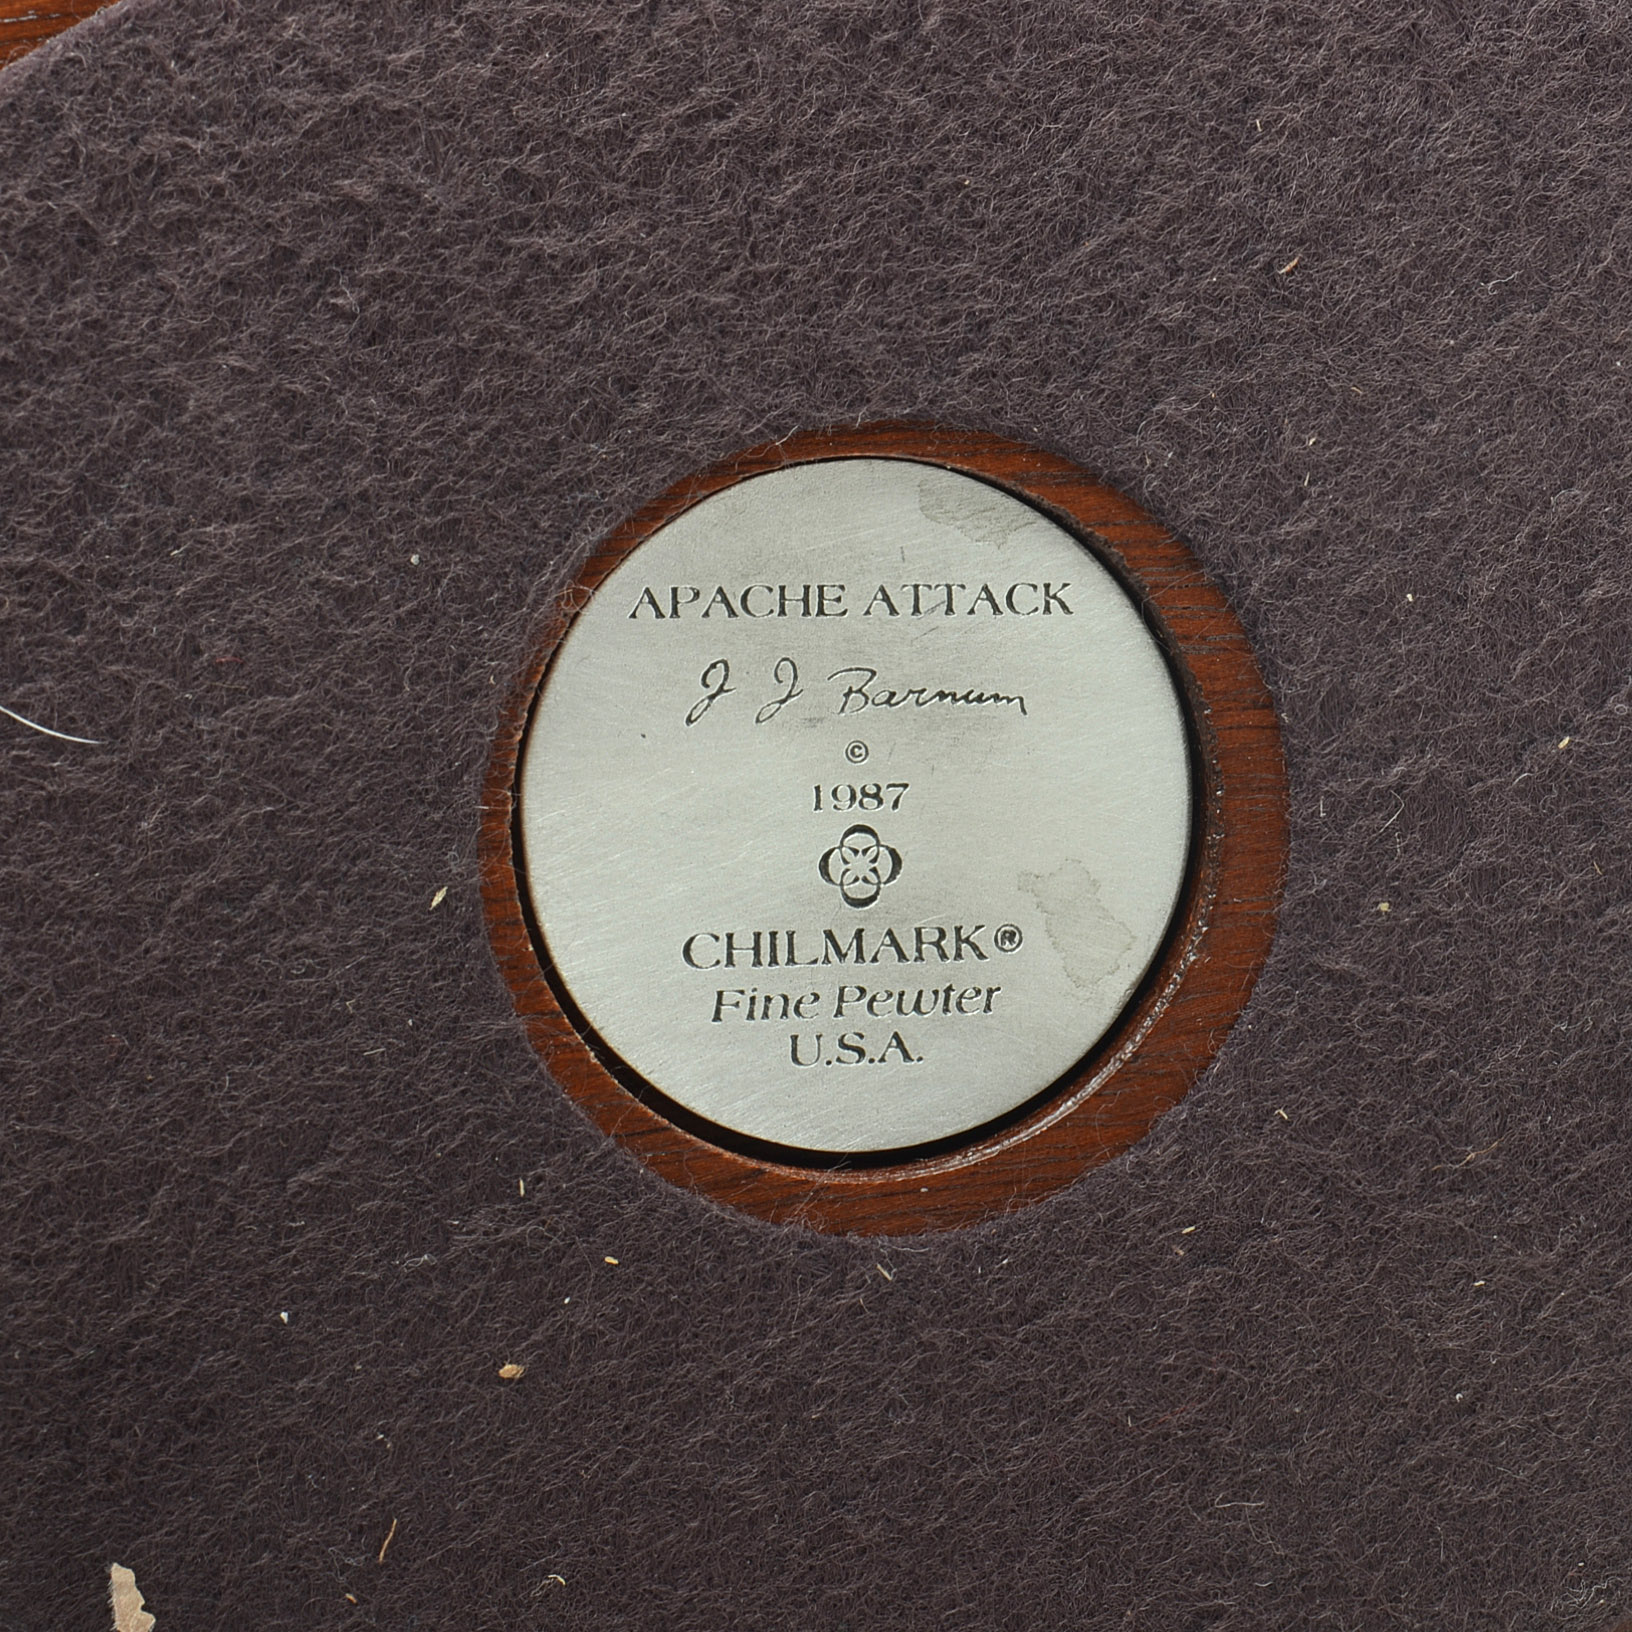 APACHE ATTACK
J J Barnum
©
1987
CHILMARK®
Fine Pewter
U.S.A.